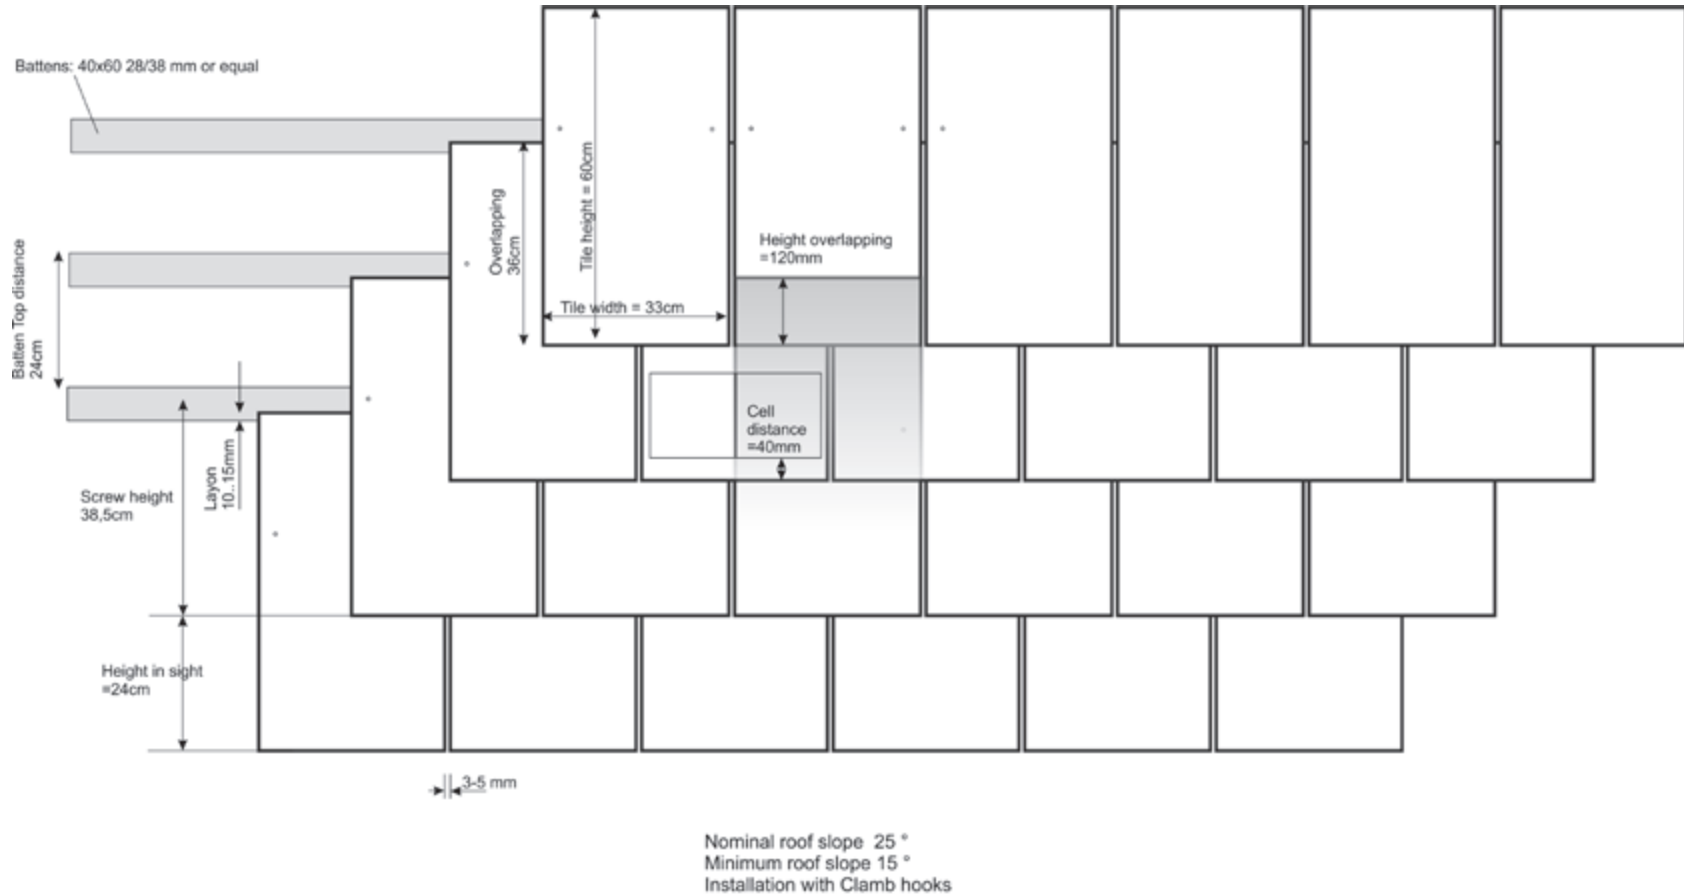 Battens: 40x60 28/38 mm or equal
Batten Top distance
24cm
Overlapping
36cm
Tile height = 60cm
Tile width = 33cm
Height overlapping
=120mm
Cell
distance
=40mm
Layon
10..15mm
Screw height
38,5cm
Height in sight
=24cm
3-5 mm
Nominal roof slope 25 °
Minimum roof slope 15 °
Installation with Clamb hooks